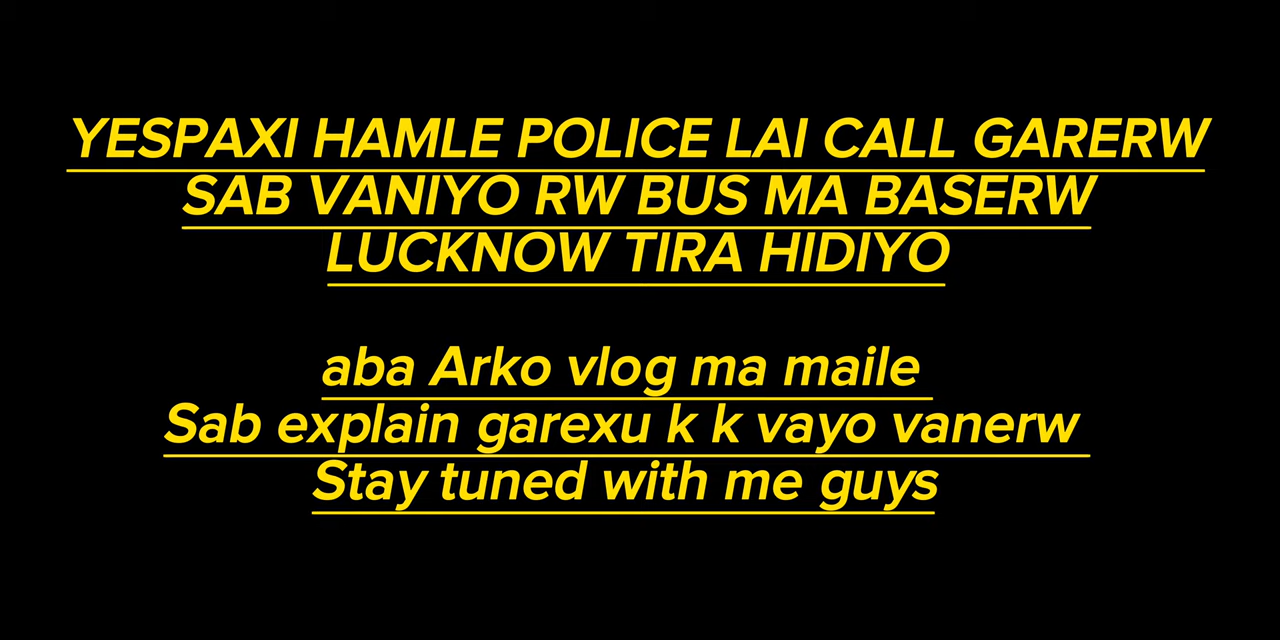 YESPAXI HAMLE POLICE LAI CALL GARERW
SAB VANIYO RW BUS MA BASERW
LUCKNOW TIRA HIDIYO
aba Arko vlog ma maile
Sab explain garexu k k vayo vanerw
Stay tuned with me guys